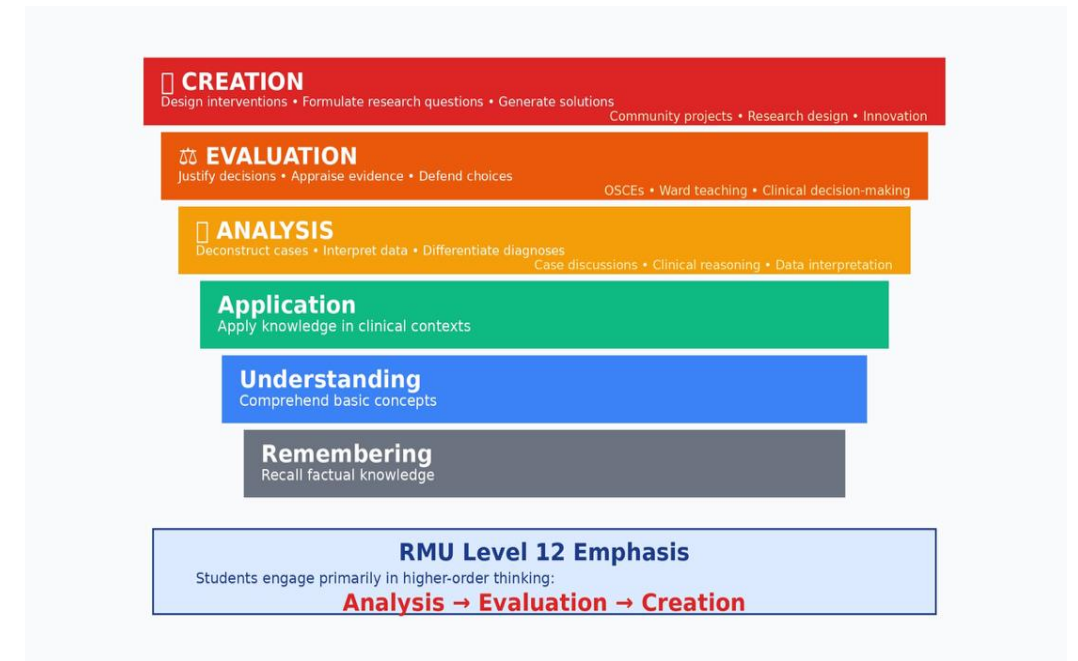 CREATION
Design interventions • Formulate research questions • Generate solutions
Community projects • Research design • Innovation
⚖ EVALUATION
Justify decisions • Appraise evidence • Defend choices
OSCEs • Ward teaching • Clinical decision-making
ANALYSIS
Deconstruct cases • Interpret data • Differentiate diagnoses
Case discussions • Clinical reasoning • Data interpretation
Application
Apply knowledge in clinical contexts
Understanding
Comprehend basic concepts
Remembering
Recall factual knowledge
RMU Level 12 Emphasis
Students engage primarily in higher-order thinking:
Analysis → Evaluation → Creation